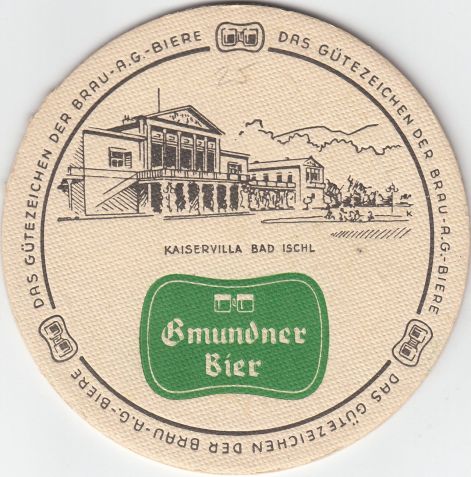 DAS GÜTEZEICHEN DER BRAU-A.G.-BIERE
DAS GÜTEZEICHEN DER BRAU-A.G.-BIERE
DAS GÜTEZEICHEN DER BRAU-A.G.-BIERE
K
KAISERVILLA BAD ISCHL
Gmundner
Bier